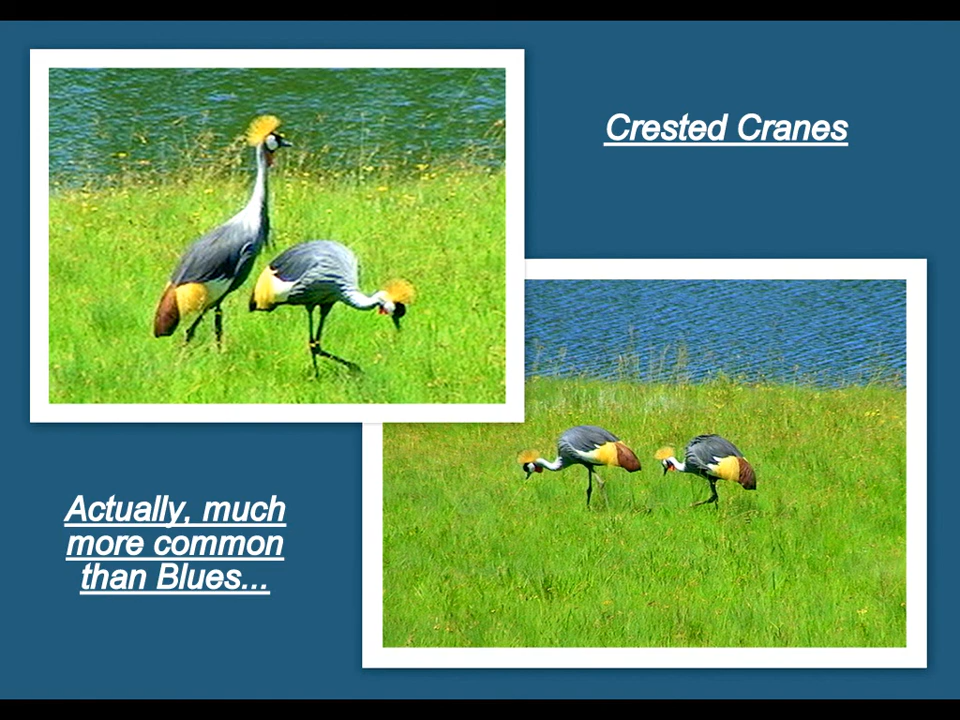 Crested Cranes
Actually, much
more common
than Blues...